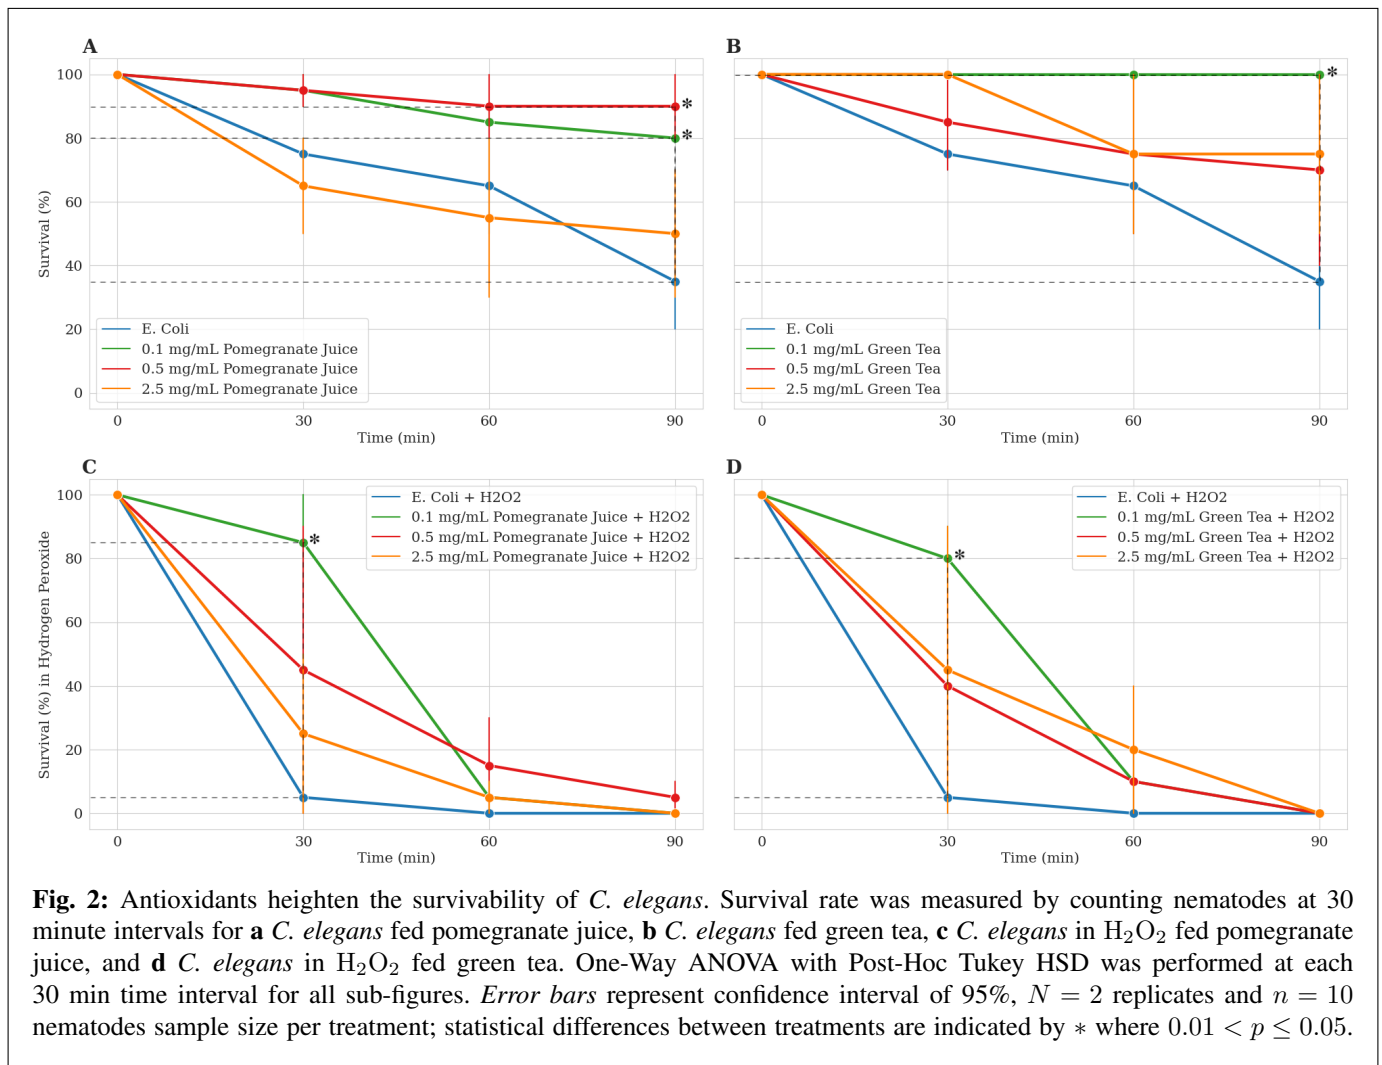 A
100
80
60
40
20
0
Survival (%)
E. Coli
0.1 mg/mL Pomegranate Juice
0.5 mg/mL Pomegranate Juice
2.5 mg/mL Pomegranate Juice
*
*
0 30 60 90
Time (min)
B
E. Coli
0.1 mg/mL Green Tea
0.5 mg/mL Green Tea
2.5 mg/mL Green Tea
*
0 30 60 90
Time (min)
C
100
80
60
40
20
0
Survival (%) in Hydrogen Peroxide
E. Coli + H2O2
0.1 mg/mL Pomegranate Juice + H2O2
0.5 mg/mL Pomegranate Juice + H2O2
2.5 mg/mL Pomegranate Juice + H2O2
*
0 30 60 90
Time (min)
D
E. Coli + H2O2
0.1 mg/mL Green Tea + H2O2
0.5 mg/mL Green Tea + H2O2
2.5 mg/mL Green Tea + H2O2
*
0 30 60 90
Time (min)
Fig. 2: Antioxidants heighten the survivability of C. elegans. Survival rate was measured by counting nematodes at 30
minute intervals for a C. elegans fed pomegranate juice, b C. elegans fed green tea, c C. elegans in H₂O₂ fed pomegranate
juice, and d C. elegans in H₂O₂ fed green tea. One-Way ANOVA with Post-Hoc Tukey HSD was performed at each
30 min time interval for all sub-figures. Error bars represent confidence interval of 95%, N = 2 replicates and n = 10
nematodes sample size per treatment; statistical differences between treatments are indicated by ∗ where 0.01 < p ≤ 0.05.